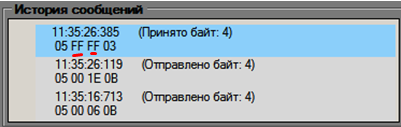 История сообщений
11:35:26:385 (Принято байт: 4)
05 FF FF 03
11:35:26:119 (Отправлено байт: 4)
05 00 1E 0B
11:35:16:713 (Отправлено байт: 4)
05 00 06 0B